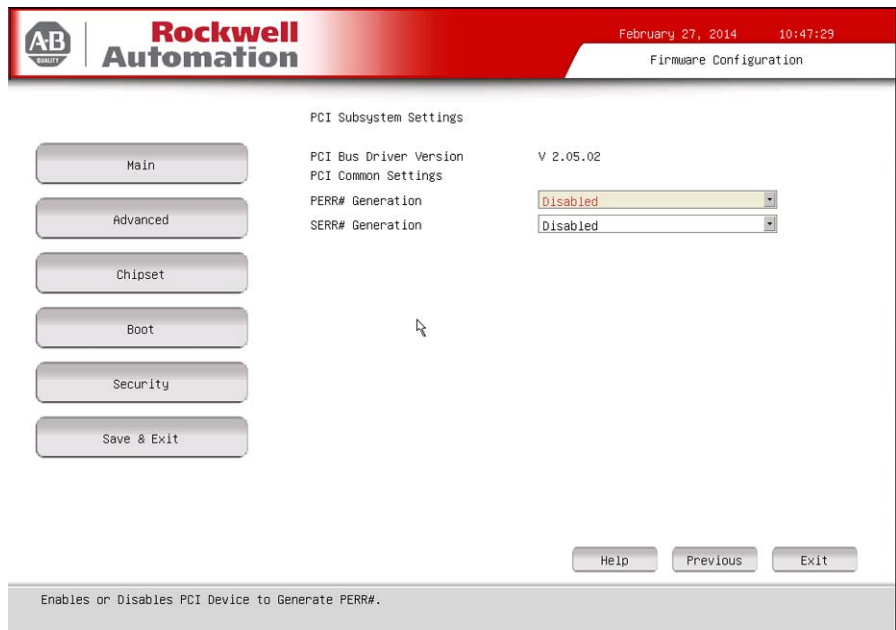 A·B
QUALITY
Rockwell
Automation
February 27, 2014 10:47:29
Firmware Configuration
Main
Advanced
Chipset
Boot
Security
Save & Exit
PCI Subsystem Settings
PCI Bus Driver Version V 2.05.02
PCI Common Settings
PERR# Generation Disabled
SERR# Generation Disabled
Help Previous Exit
Enables or Disables PCI Device to Generate PERR#.